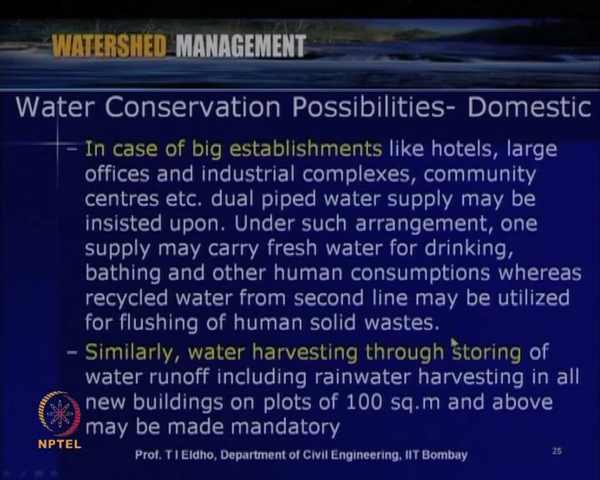 WATERSHED MANAGEMENT
Water Conservation Possibilities- Domestic
– In case of big establishments like hotels, large
offices and industrial complexes, community
centres etc. dual piped water supply may be
insisted upon. Under such arrangement, one
supply may carry fresh water for drinking,
bathing and other human consumptions whereas
recycled water from second line may be utilized
for flushing of human solid wastes.
– Similarly, water harvesting through storing of
water runoff including rainwater harvesting in all
new buildings on plots of 100 sq.m and above
may be made mandatory
NPTEL
Prof. T I Eldho, Department of Civil Engineering, IIT Bombay
25